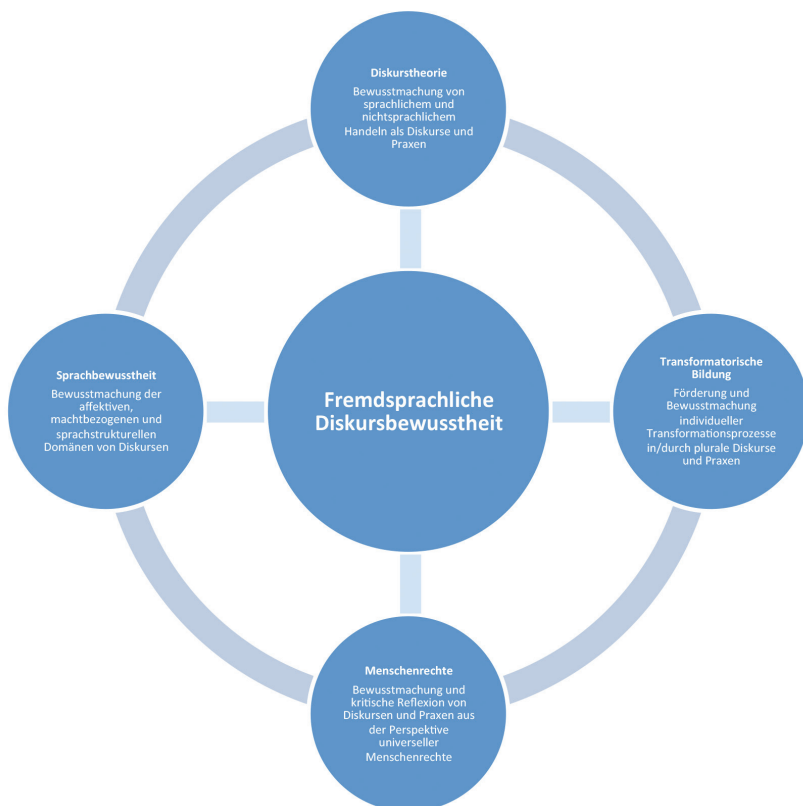 Diskurstheorie
Bewusstmachung von
sprachlichem und
nichtsprachlichem
Handeln als Diskurse und
Praxen
Sprachbewusstheit
Bewusstmachung der
affektiven,
machtbezogenen und
sprachstrukturellen
Domänen von Diskursen
Fremdsprachliche
Diskursbewusstheit
Transformatorische
Bildung
Förderung und
Bewusstmachung
individueller
Transformationsprozesse
in/durch plurale Diskurse
und Praxen
Menschenrechte
Bewusstmachung und
kritische Reflexion von
Diskursen und Praxen aus
der Perspektive
universeller
Menschenrechte